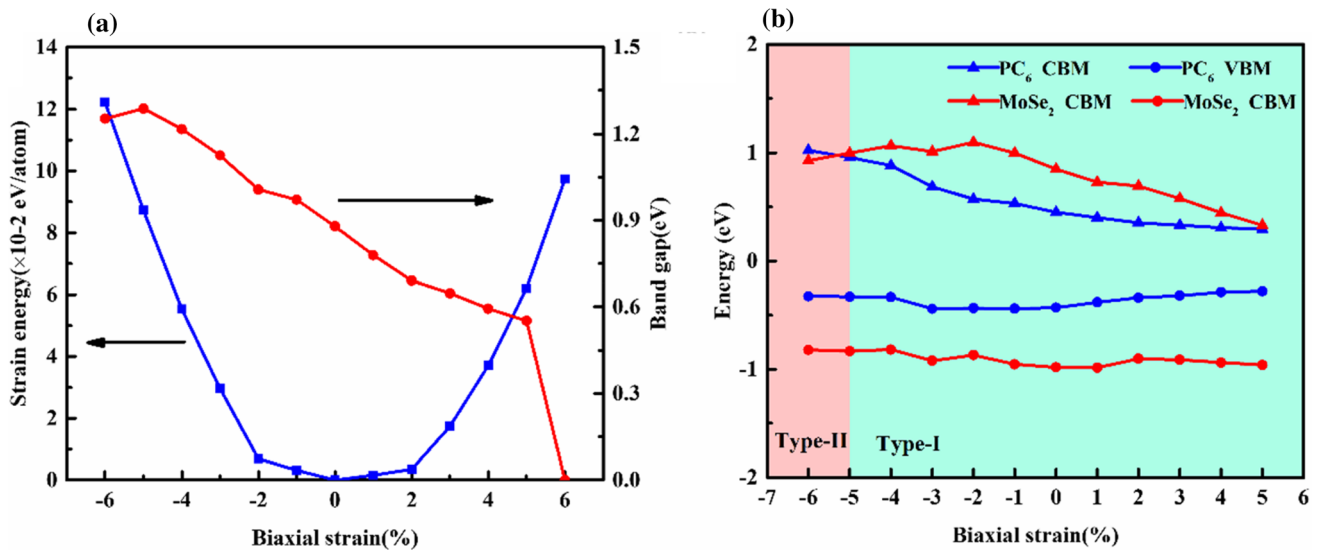 (a)
14
12
10
8
6
4
2
0
Strain energy(×10-2 eV/atom)
1.5
1.2
0.9
0.6
0.3
0.0
Band gap(eV)
-6 -4 -2 0 2 4 6
Biaxial strain(%)
(b)
2
1
0
-1
-2
Energy (eV)
PC6 CBM PC6 VBM
MoSe2 CBM MoSe2 CBM
Type-II Type-I
-7 -6 -5 -4 -3 -2 -1 0 1 2 3 4 5 6
Biaxial strain(%)